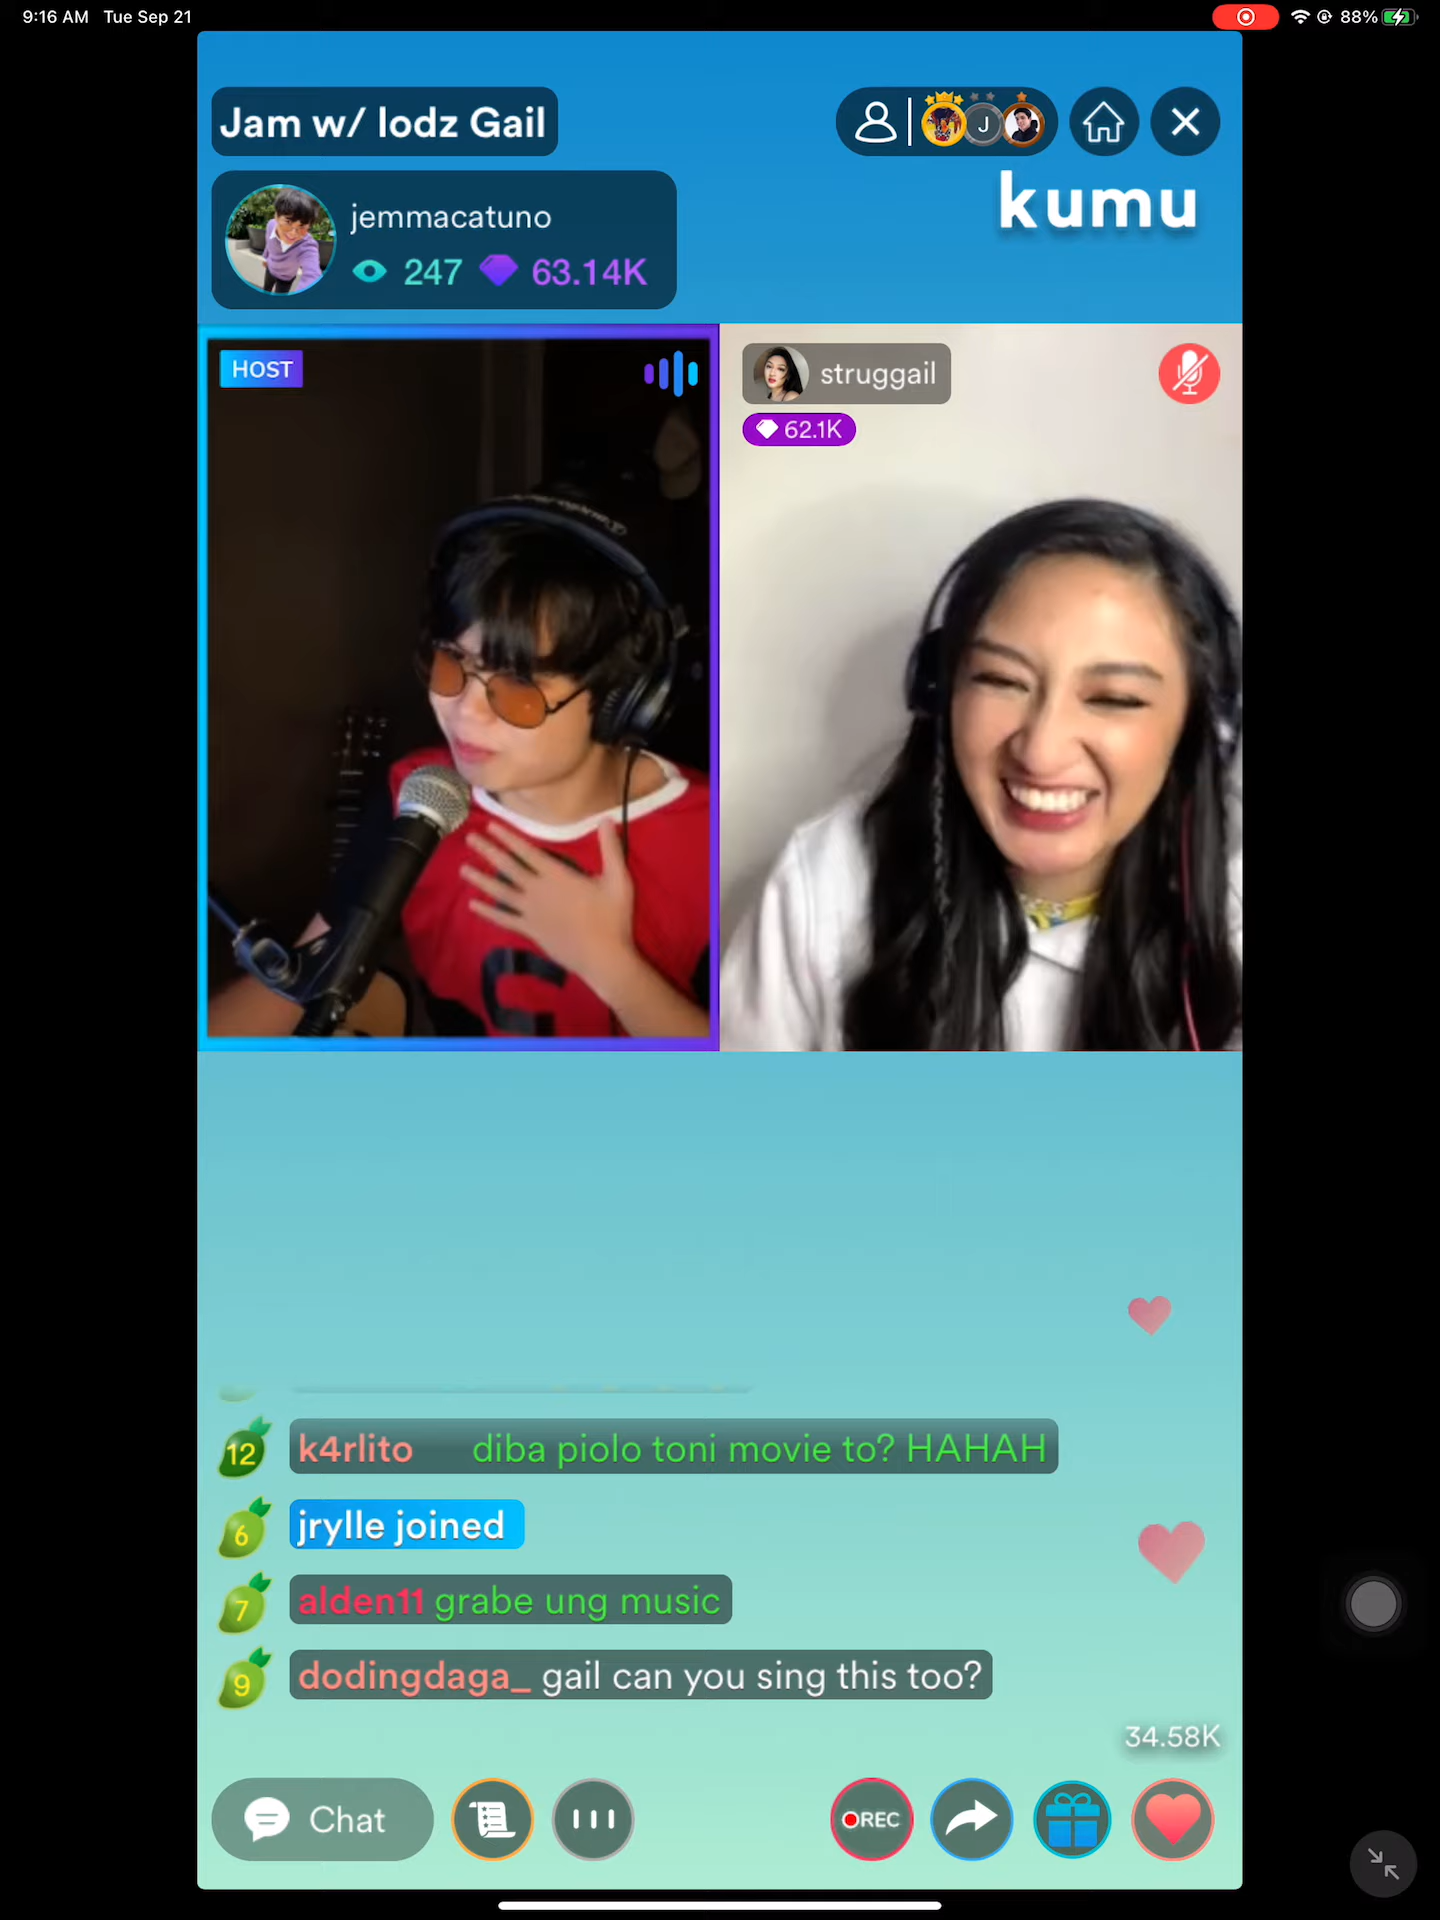 9:16 AM Tue Sep 21
88%
Jam w/ lodz Gail
J
jemmacatuno
247 63.14K
kumu
HOST
struggail
62.1K
12 k4rlito diba piolo toni movie to? HAHAH
6 jrylle joined
7 alden11 grabe ung music
9 dodingdaga_ gail can you sing this too?
34.58K
Chat
REC